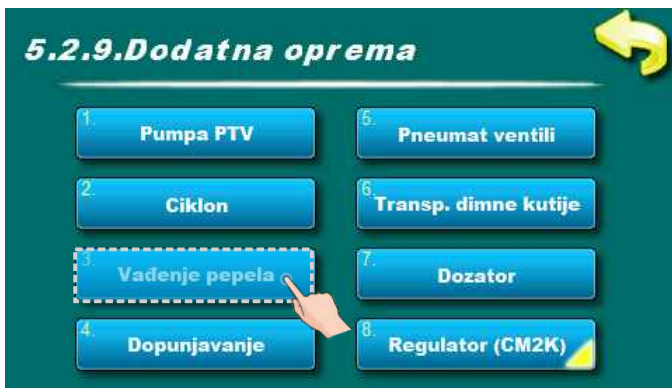 5.2.9.Dodatna oprema
1. Pumpa PTV
2. Ciklon
3. Vađenje pepela
4. Dopunjavanje
5. Pneumat ventili
6. Transp. dimne kutije
7. Dozator
8. Regulator (CM2K)